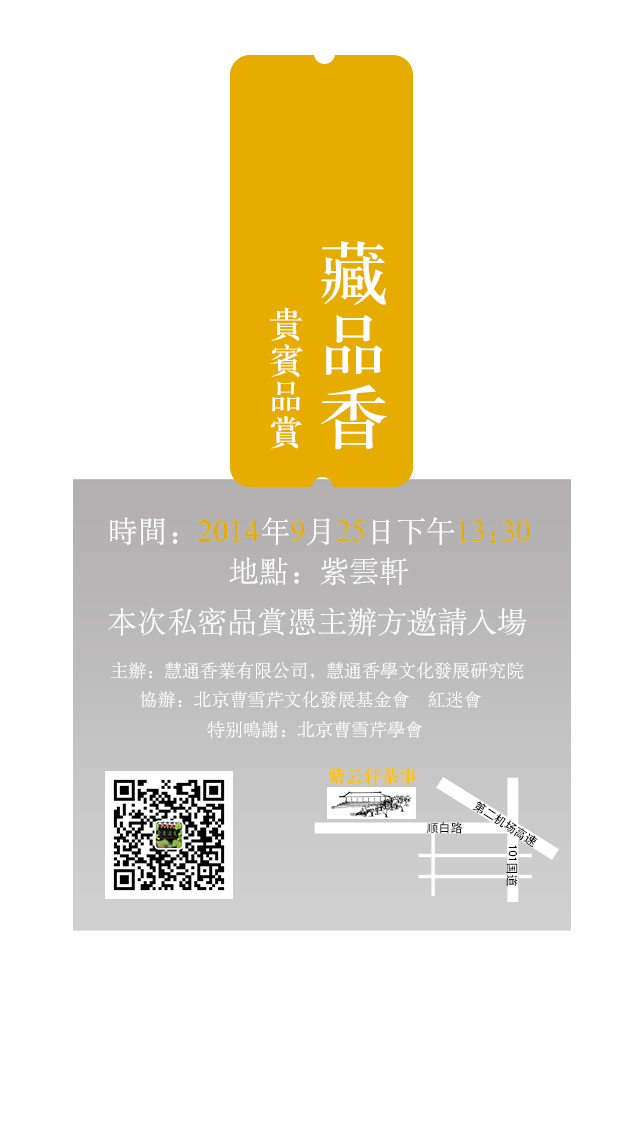 藏品香
貴賓品賞
時間：2014年9月25日下午13:30
地點：紫雲軒
本次私密品賞憑主辦方邀請入場
主辦：慧通香業有限公司，慧通香學文化發展研究院
協辦：北京曹雪芹文化發展基金會　紅迷會
特别鳴謝：北京曹雪芹學會
紫云轩茶事
顺白路
第二机场高速
101国道